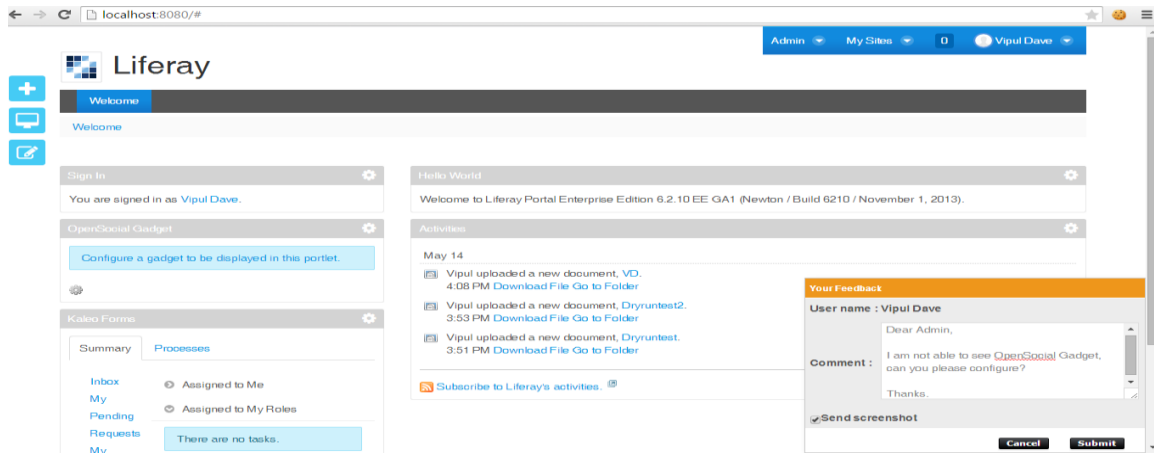 localhost:8080/#
Admin My Sites 0 Vipul Dave
Liferay
Welcome
Welcome
Sign In
You are signed in as Vipul Dave.
OpenSocial Gadget
Configure a gadget to be displayed in this portlet.
Kaleo Forms
Summary Processes
Inbox
My
Pending
Requests
My
Assigned to Me
Assigned to My Roles
There are no tasks.
Hello World
Welcome to Liferay Portal Enterprise Edition 6.2.10 EE GA1 (Newton / Build 6210 / November 1, 2013).
Activities
May 14
Vipul uploaded a new document, VD.
4:08 PM Download File Go to Folder
Vipul uploaded a new document, Dryruntest2.
3:53 PM Download File Go to Folder
Vipul uploaded a new document, Dryruntest.
3:51 PM Download File Go to Folder
Subscribe to Liferay's activities.
Your Feedback
User name : Vipul Dave
Comment :
Dear Admin,
I am not able to see OpenSocial Gadget,
can you please configure?
Thanks.
Send screenshot
Cancel Submit